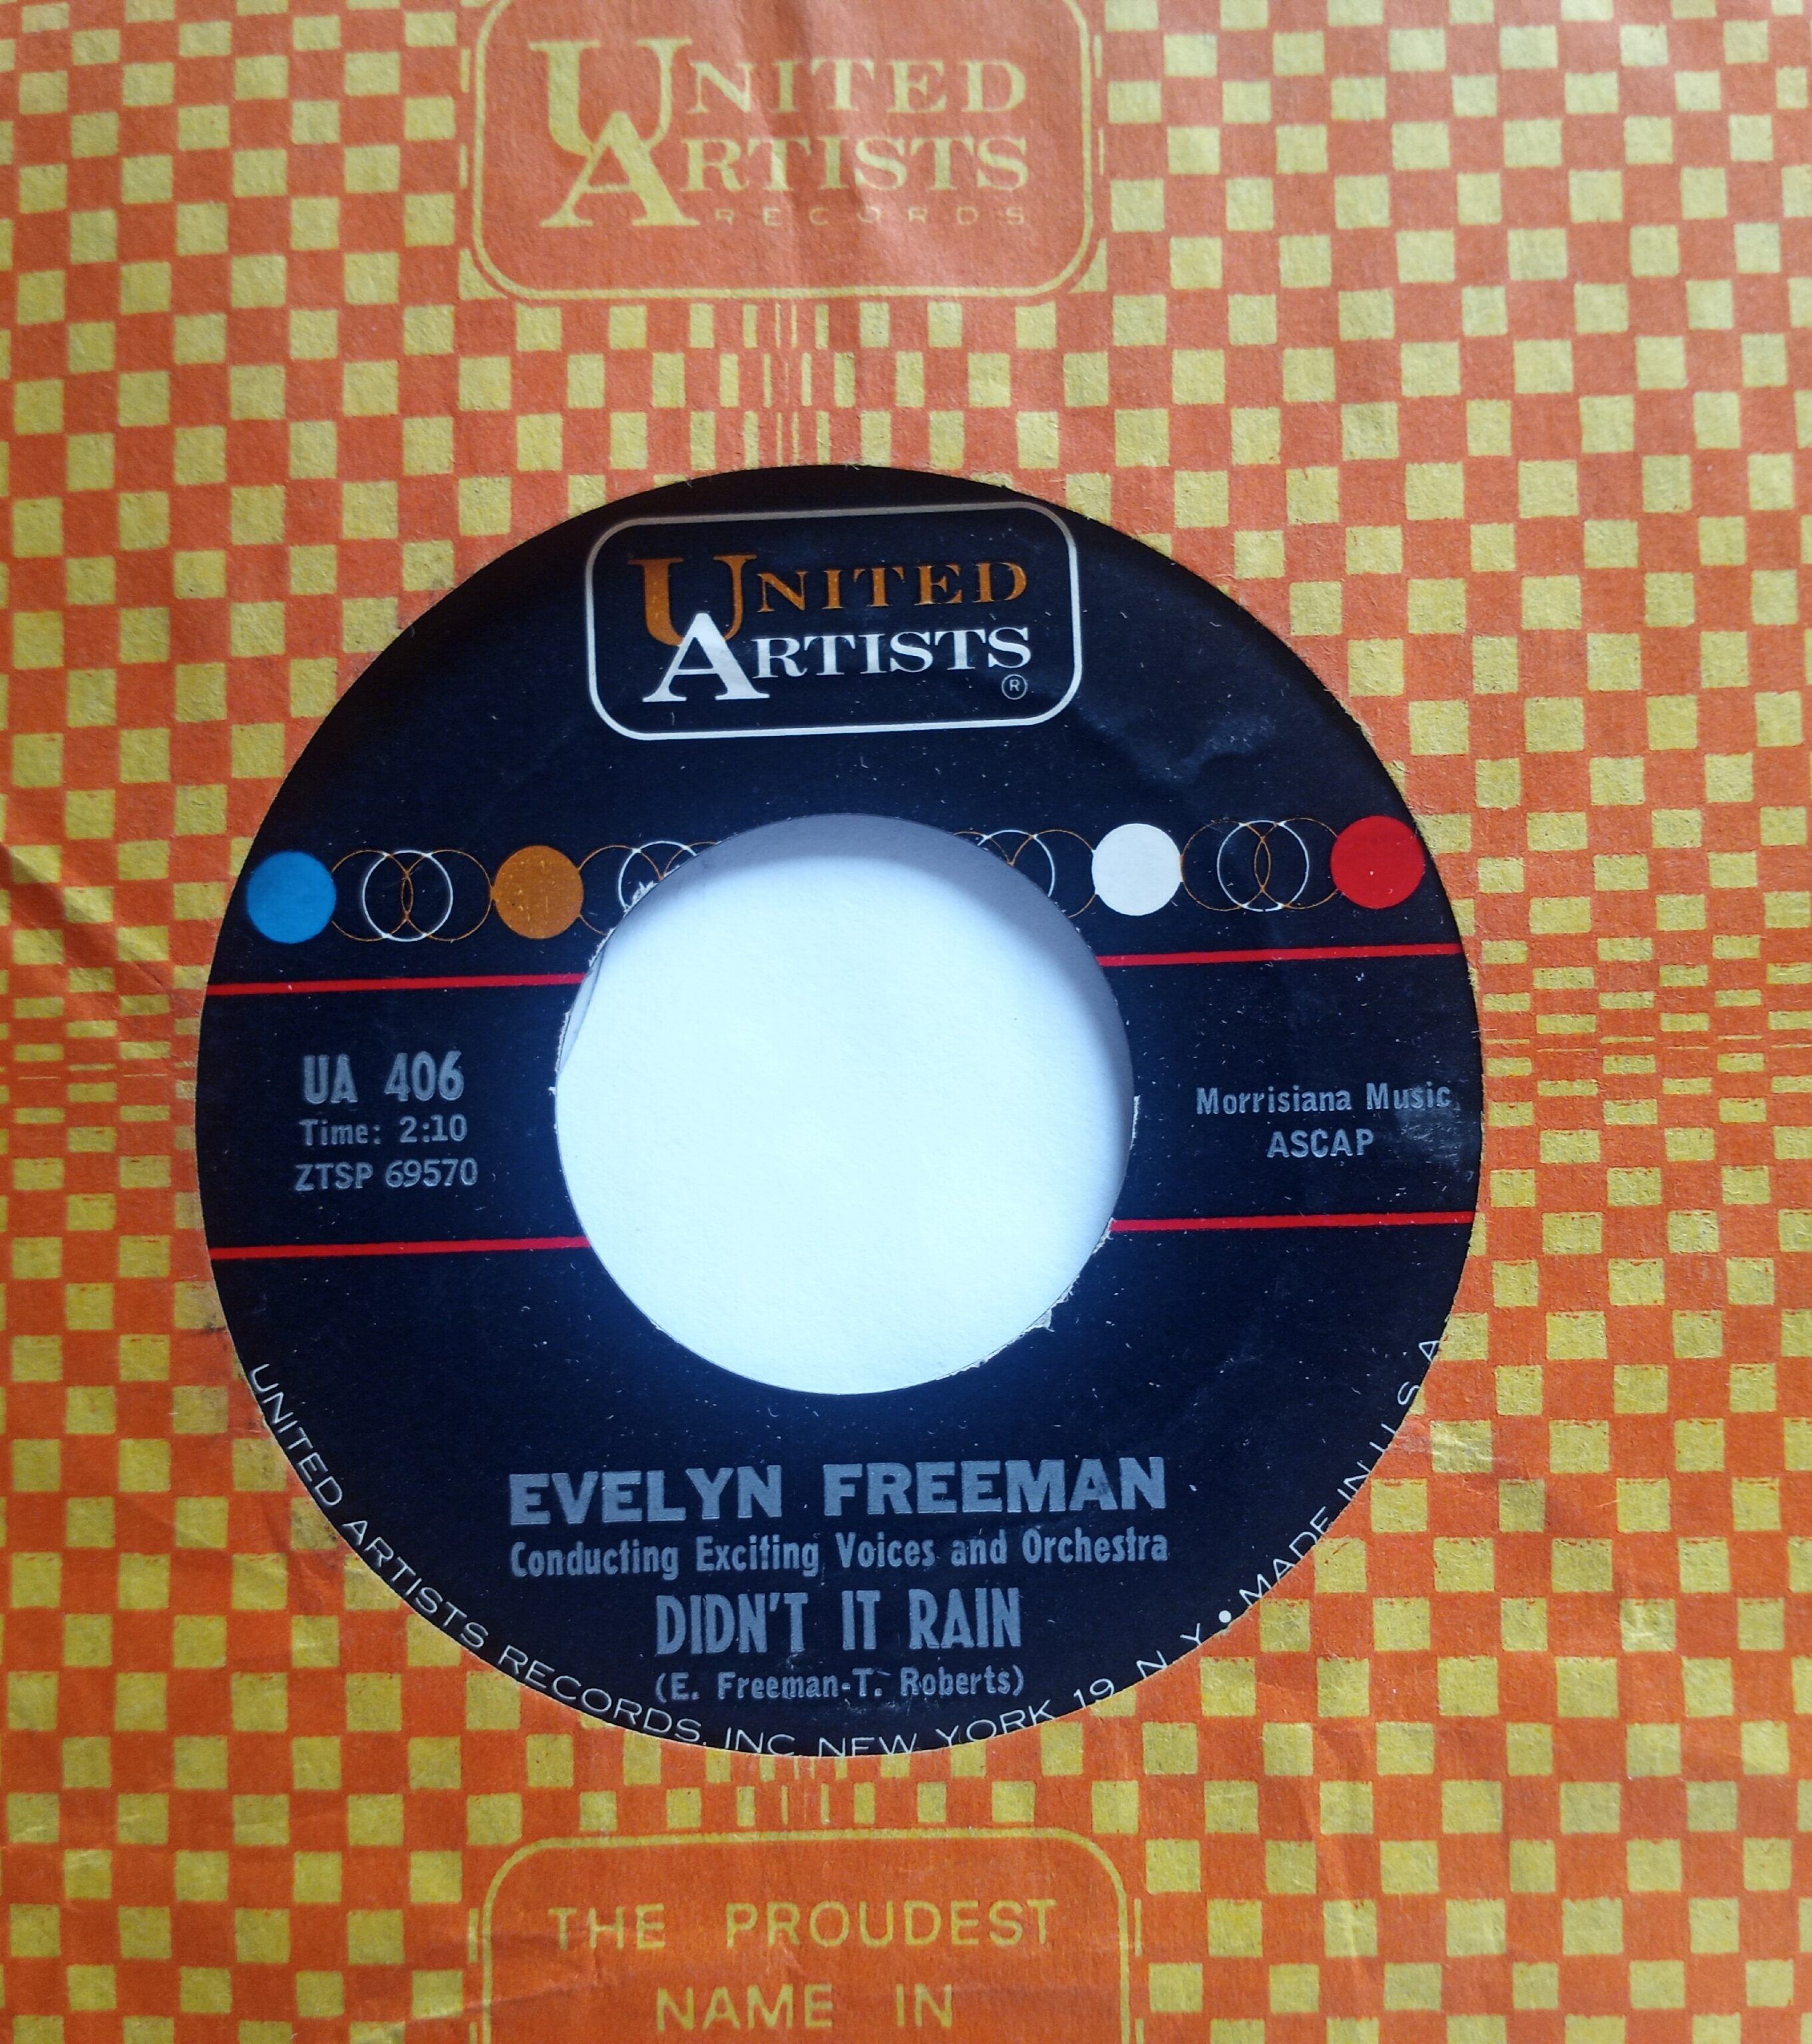 UNITED
ARTISTS
RECORDS
UNITED
ARTISTS
®
UA 406
Time: 2:10
ZTSP 69570
Morrisiana Music
ASCAP
EVELYN FREEMAN
Conducting Exciting Voices and Orchestra
DIDN'T IT RAIN
(E. Freeman-T. Roberts)
UNITED ARTISTS RECORDS, INC NEW YORK 19, N.Y. • MADE IN U.S.A.
THE PROUDEST
NAME IN